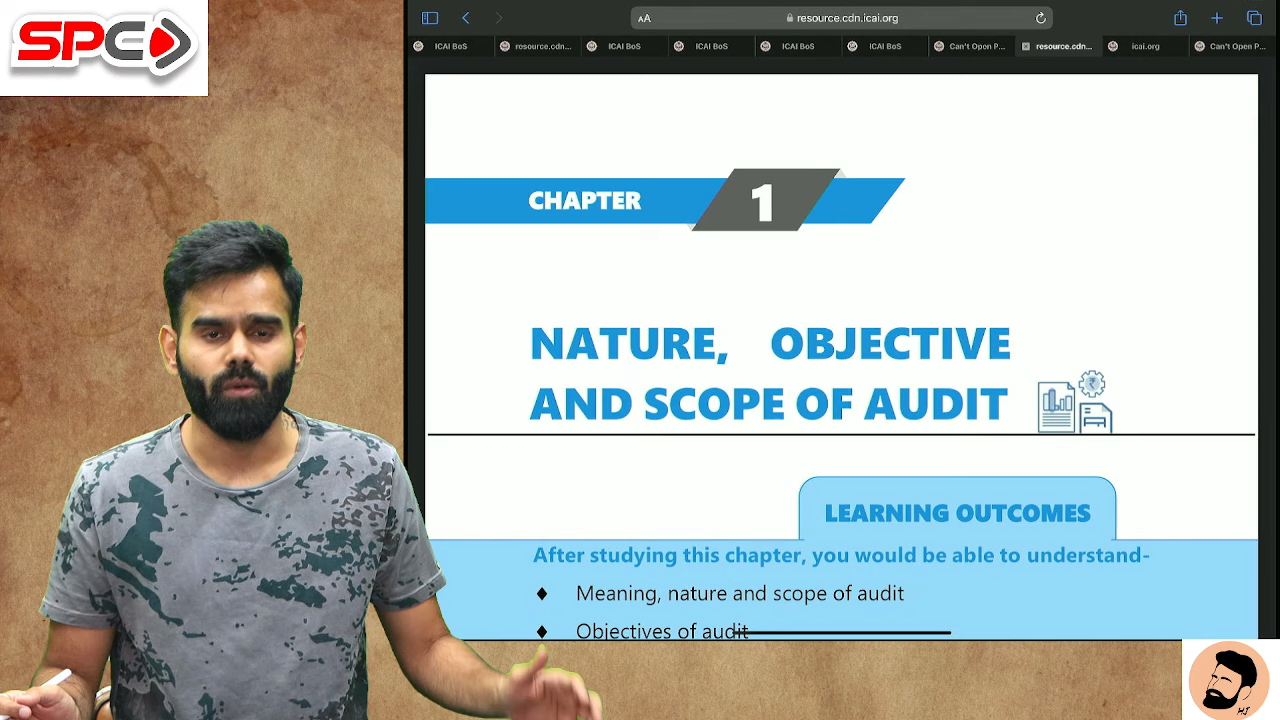 SPC
AA
resource.cdn.icai.org
ICAI BoS
resource.cdn...
ICAI BoS
ICAI BoS
ICAI BoS
ICAI BoS
Can't Open P...
resource.cdn...
icai.org
Can't Open P...
CHAPTER 1
₹
NATURE, OBJECTIVE
AND SCOPE OF AUDIT
LEARNING OUTCOMES
After studying this chapter, you would be able to understand-
♦ Meaning, nature and scope of audit
♦ Objectives of audit